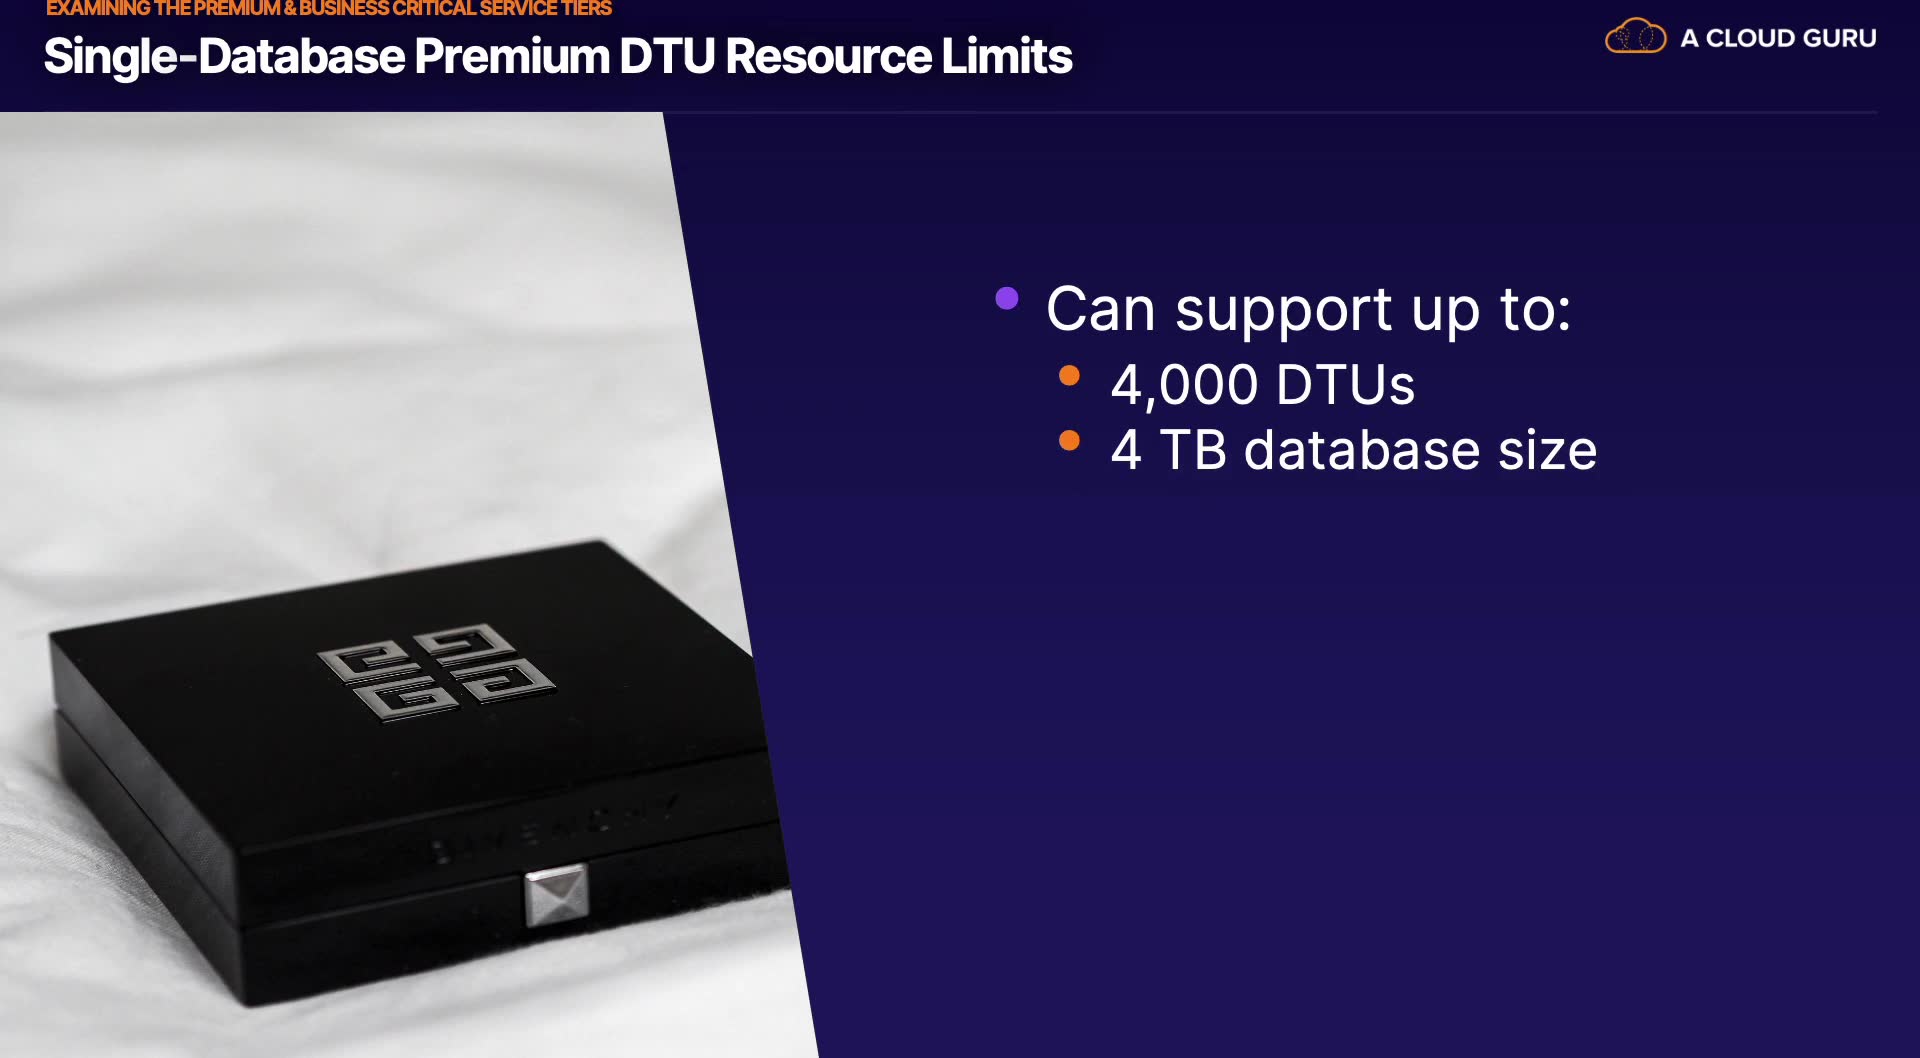 EXAMINING THE PREMIUM & BUSINESS CRITICAL SERVICE TIERS
Single-Database Premium DTU Resource Limits
A CLOUD GURU
Can support up to:
4,000 DTUs
4 TB database size
GIVENCHY